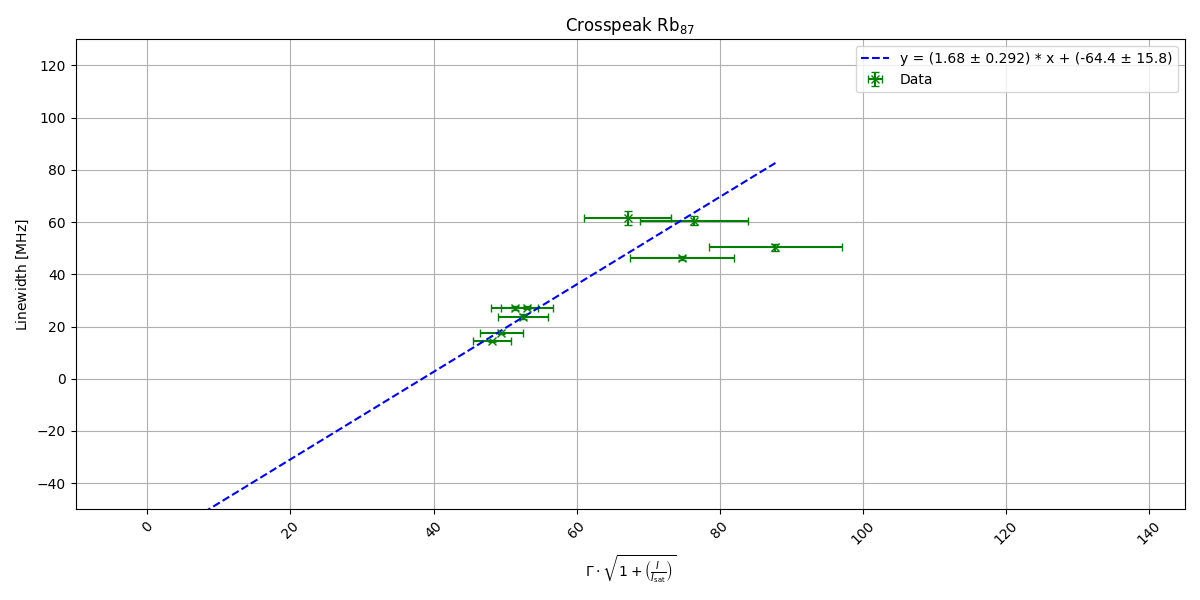 Crosspeak Rb₈₇
y = (1.68 ± 0.292) * x + (-64.4 ± 15.8)
Data
Linewidth [MHz]
120
100
80
60
40
20
0
−20
−40
0 20 40 60 80 100 120 140
Γ · √(1 + (I/I_sat))